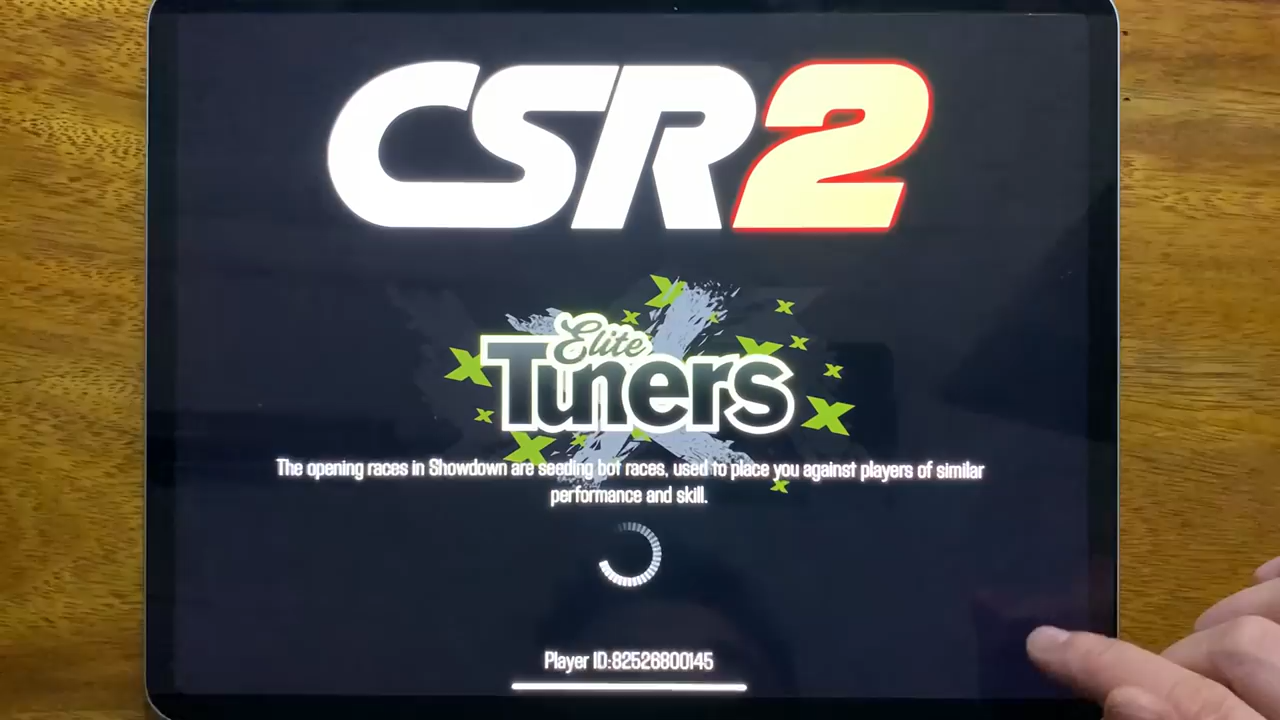 CSR2
Elite
Tuners
The opening races in Showdown are seeding bot races, used to place you against players of similar
performance and skill.
Player ID:82526800145